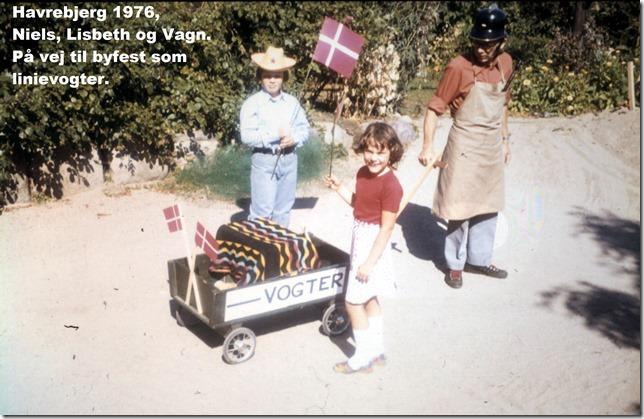 Havrebjerg 1976,
Niels, Lisbeth og Vagn.
På vej til byfest som
linievogter.
— VOGTER